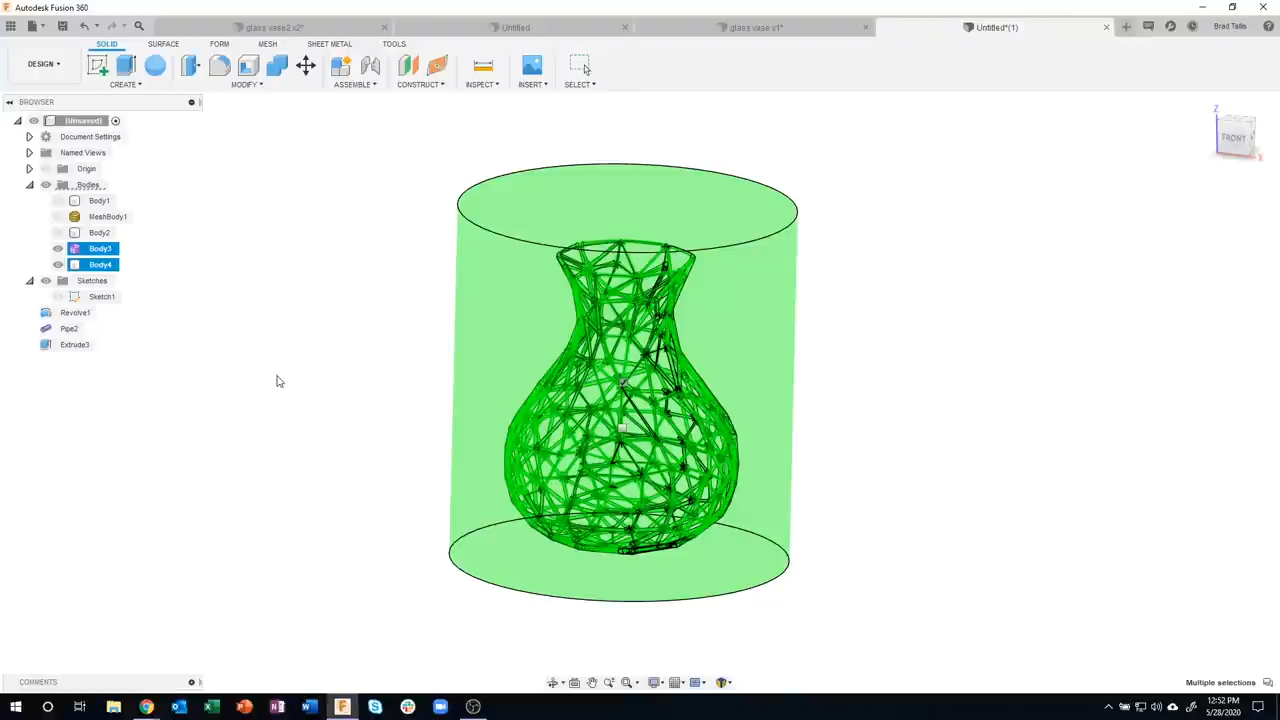 Autodesk Fusion 360
glass vase2 v2*
Untitled
glass vase v1*
Untitled*(1)
Brad Tallis
SOLID
SURFACE
FORM
MESH
SHEET METAL
TOOLS
DESIGN
CREATE
MODIFY
ASSEMBLE
CONSTRUCT
INSPECT
INSERT
SELECT
BROWSER
(Unsaved)
Document Settings
Named Views
Origin
Bodies
Body1
MeshBody1
Body2
Body3
Body4
Sketches
Sketch1
Revolve1
Pipe2
Extrude3
Z
FRONT
X
COMMENTS
Multiple selections
12:52 PM
5/28/2020